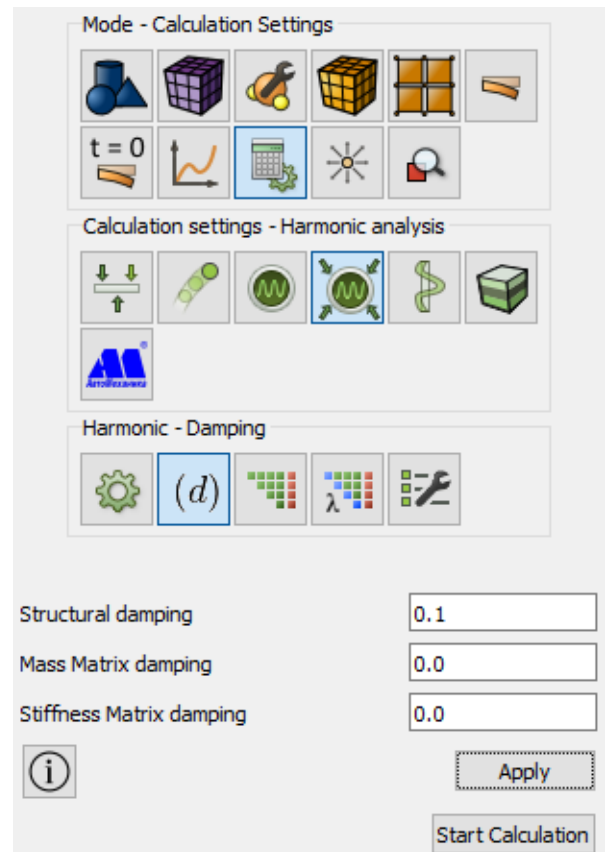 Mode - Calculation Settings
t = 0
Calculation settings - Harmonic analysis
АвтоМеханика
Harmonic - Damping
(d)
λ
Structural damping 0.1
Mass Matrix damping 0.0
Stiffness Matrix damping 0.0
i Apply
Start Calculation